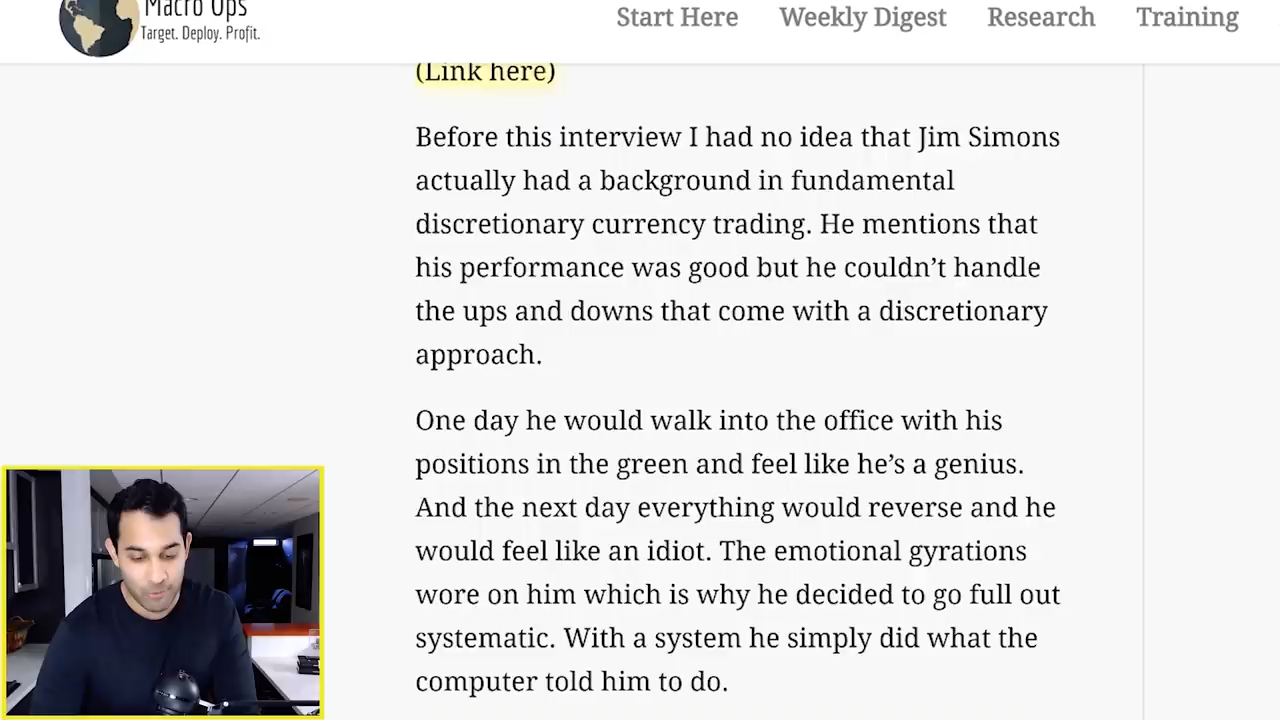 Macro Ops
Target. Deploy. Profit.
Start Here Weekly Digest Research Training
(Link here)
Before this interview I had no idea that Jim Simons
actually had a background in fundamental
discretionary currency trading. He mentions that
his performance was good but he couldn’t handle
the ups and downs that come with a discretionary
approach.
One day he would walk into the office with his
positions in the green and feel like he’s a genius.
And the next day everything would reverse and he
would feel like an idiot. The emotional gyrations
wore on him which is why he decided to go full out
systematic. With a system he simply did what the
computer told him to do.